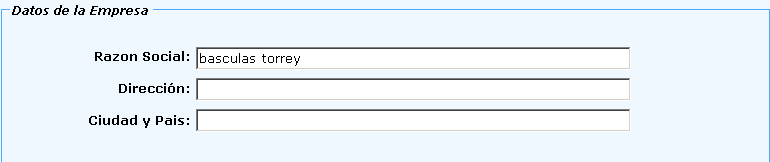 Datos de la Empresa
Razon Social: basculas torrey
Dirección:
Ciudad y Pais: